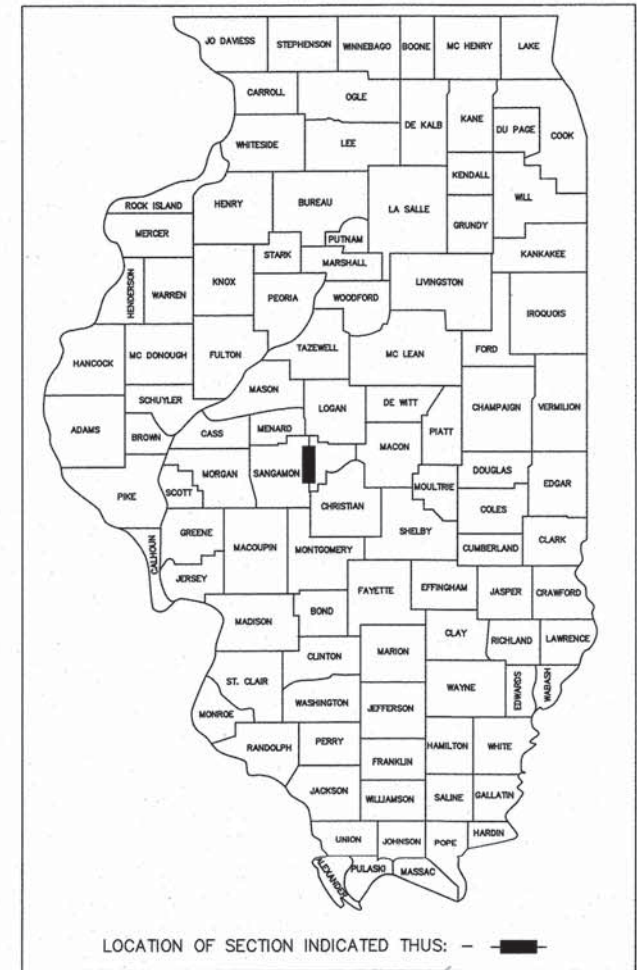 JO DAVIESS
STEPHENSON
WINNEBAGO
BOONE
MC HENRY
LAKE
CARROLL
OGLE
DE KALB
KANE
DU PAGE
COOK
WHITESIDE
LEE
KENDALL
WILL
ROCK ISLAND
HENRY
BUREAU
LA SALLE
GRUNDY
MERCER
PUTNAM
STARK
MARSHALL
KANKAKEE
HENDERSON
WARREN
KNOX
PEORIA
WOODFORD
LIVINGSTON
IROQUOIS
HANCOCK
MC DONOUGH
FULTON
TAZEWELL
MC LEAN
FORD
MASON
SCHUYLER
LOGAN
DE WITT
CHAMPAIGN
VERMILION
ADAMS
BROWN
CASS
MENARD
MACON
PIATT
PIKE
SCOTT
MORGAN
SANGAMON
CHRISTIAN
MOULTRIE
DOUGLAS
EDGAR
COLES
GREENE
MACOUPIN
MONTGOMERY
SHELBY
CUMBERLAND
CLARK
CALHOUN
JERSEY
FAYETTE
EFFINGHAM
JASPER
CRAWFORD
MADISON
BOND
CLAY
RICHLAND
LAWRENCE
CLINTON
MARION
ST. CLAIR
WAYNE
EDWARDS
WABASH
MONROE
WASHINGTON
JEFFERSON
RANDOLPH
PERRY
HAMILTON
WHITE
FRANKLIN
JACKSON
WILLIAMSON
SALINE
GALLATIN
UNION
JOHNSON
POPE
HARDIN
ALEXANDER
PULASKI
MASSAC
LOCATION OF SECTION INDICATED THUS: -